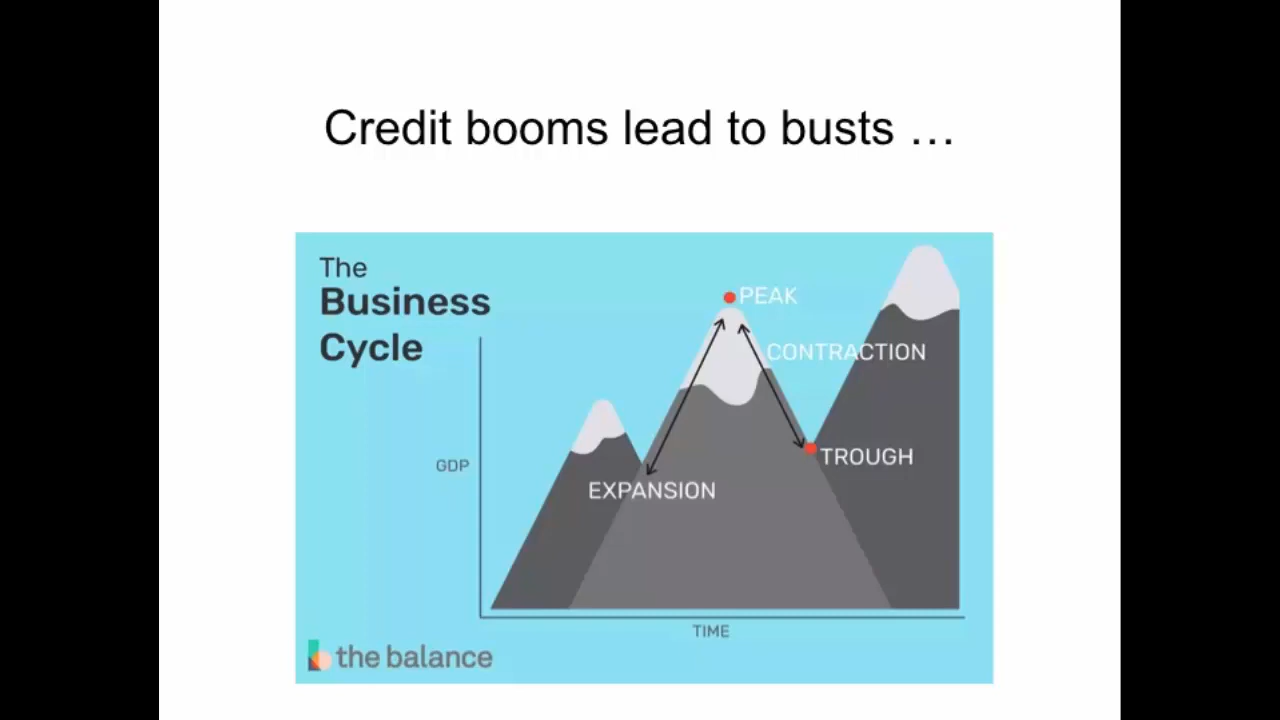 Credit booms lead to busts …
The
Business
Cycle
PEAK
CONTRACTION
GDP
TROUGH
EXPANSION
TIME
the balance